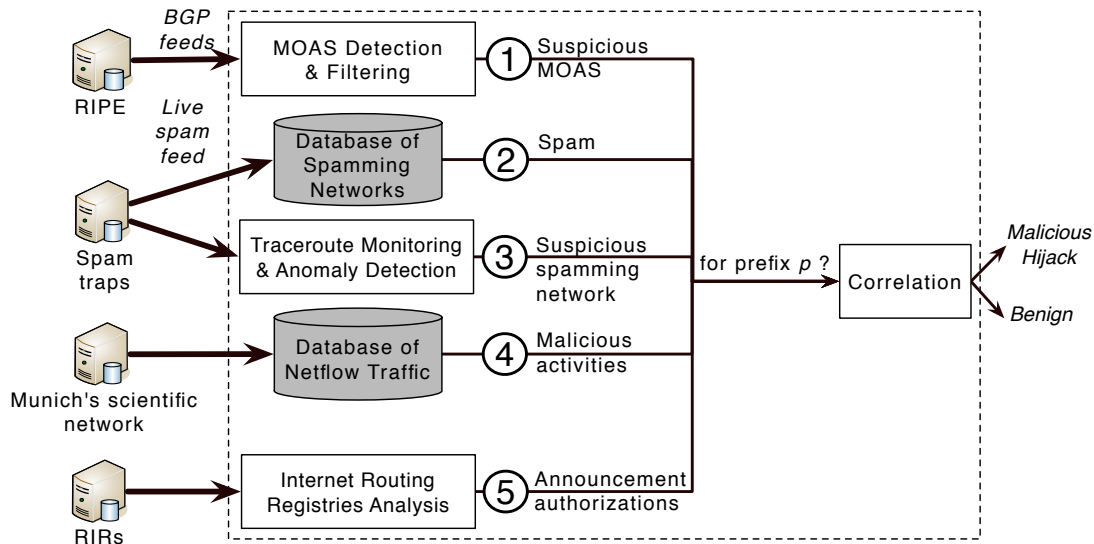 BGP
feeds
RIPE
MOAS Detection
& Filtering
1
Suspicious
MOAS
Live
spam
feed
Spam
traps
Database of
Spamming
Networks
2
Spam
Traceroute Monitoring
& Anomaly Detection
3
Suspicious
spamming
network
Munich's scientific
network
Database of
Netflow Traffic
4
Malicious
activities
RIRs
Internet Routing
Registries Analysis
5
Announcement
authorizations
for prefix p ?
Correlation
Malicious
Hijack
Benign